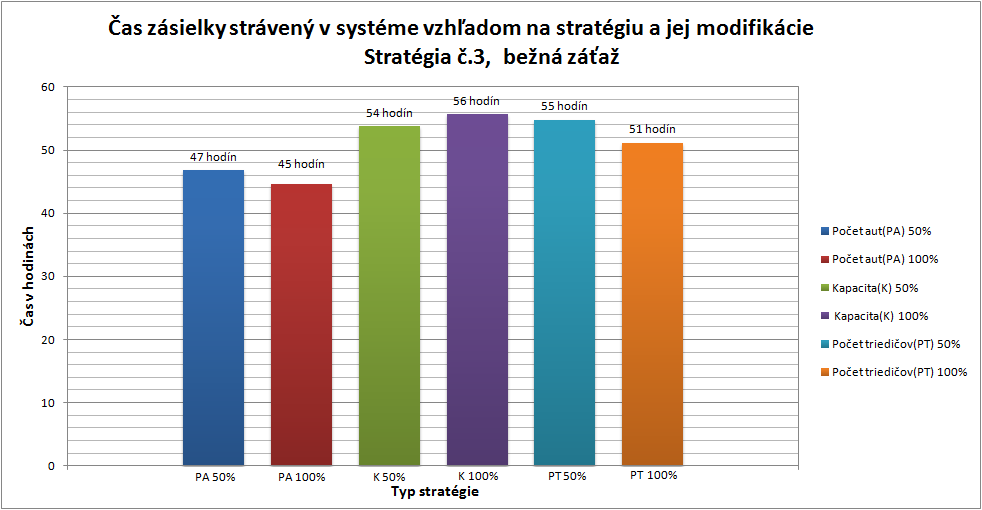 Čas zásielky strávený v systéme vzhľadom na stratégiu a jej modifikácie
Stratégia č.3, bežná záťaž
60
50
40
30
20
10
0
Čas v hodinách
47 hodín
45 hodín
54 hodín
56 hodín
55 hodín
51 hodín
PA 50%
PA 100%
K 50%
K 100%
PT 50%
PT 100%
Typ stratégie
Počet aut(PA) 50%
Počet aut(PA) 100%
Kapacita(K) 50%
Kapacita(K) 100%
Počet triedičov(PT) 50%
Počet triedičov(PT) 100%